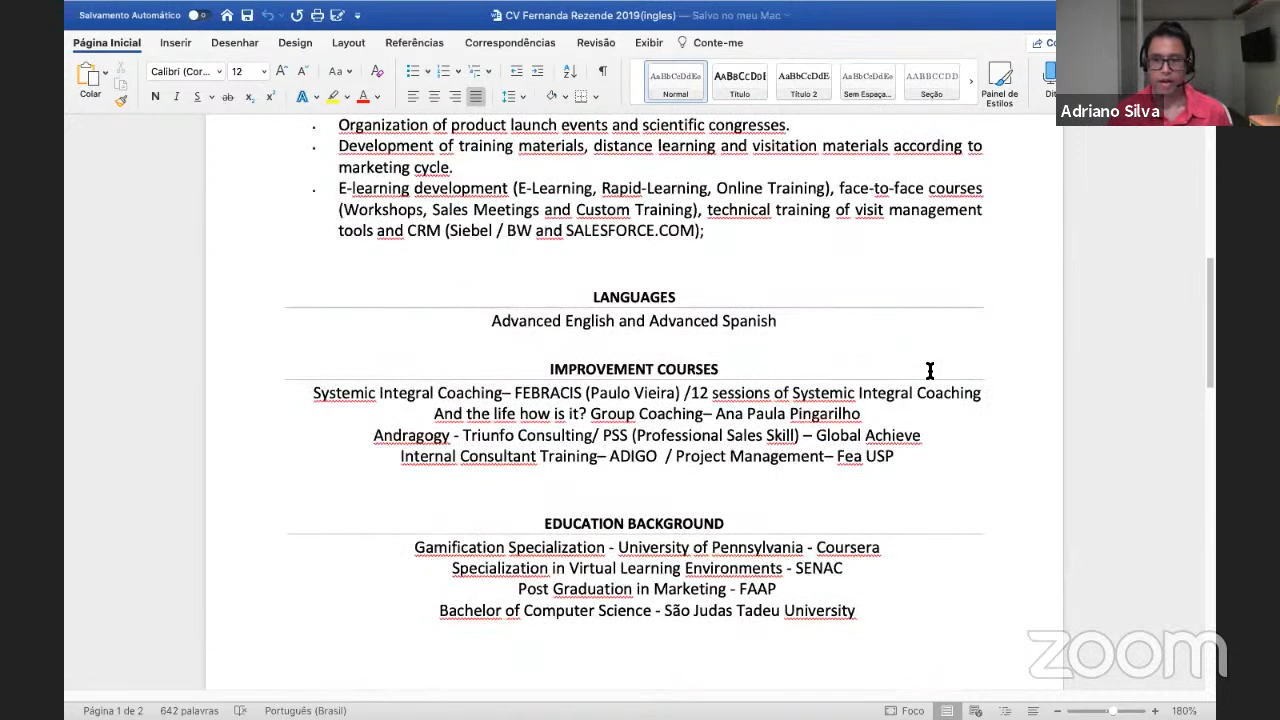 Salvamento Automático
CV Fernanda Rezende 2019(ingles) — Salvo no meu Mac
Página Inicial Inserir Desenhar Design Layout Referências Correspondências Revisão Exibir Conte-me
Colar
Calibri (Cor... 12
N I S ab x₂ x²
AaBbCcDdEe AaBbCcDdE AaBbCcDdE AaBbCcDdEe AABBCCDD
Normal Título Título 2 Sem Espaça... Seção
Painel de
Estilos
Adriano Silva
Organization of product launch events and scientific congresses.
Development of training materials, distance learning and visitation materials according to
marketing cycle.
E-learning development (E-Learning, Rapid-Learning, Online Training), face-to-face courses
(Workshops, Sales Meetings and Custom Training), technical training of visit management
tools and CRM (Siebel / BW and SALESFORCE.COM);
LANGUAGES
Advanced English and Advanced Spanish
IMPROVEMENT COURSES
Systemic Integral Coaching– FEBRACIS (Paulo Vieira) /12 sessions of Systemic Integral Coaching
And the life how is it? Group Coaching– Ana Paula Pingarilho
Andragogy - Triunfo Consulting/ PSS (Professional Sales Skill) – Global Achieve
Internal Consultant Training– ADIGO / Project Management– Fea USP
EDUCATION BACKGROUND
Gamification Specialization - University of Pennsylvania - Coursera
Specialization in Virtual Learning Environments - SENAC
Post Graduation in Marketing - FAAP
Bachelor of Computer Science - São Judas Tadeu University
zoom
Página 1 de 2 642 palavras Português (Brasil) Foco 180%